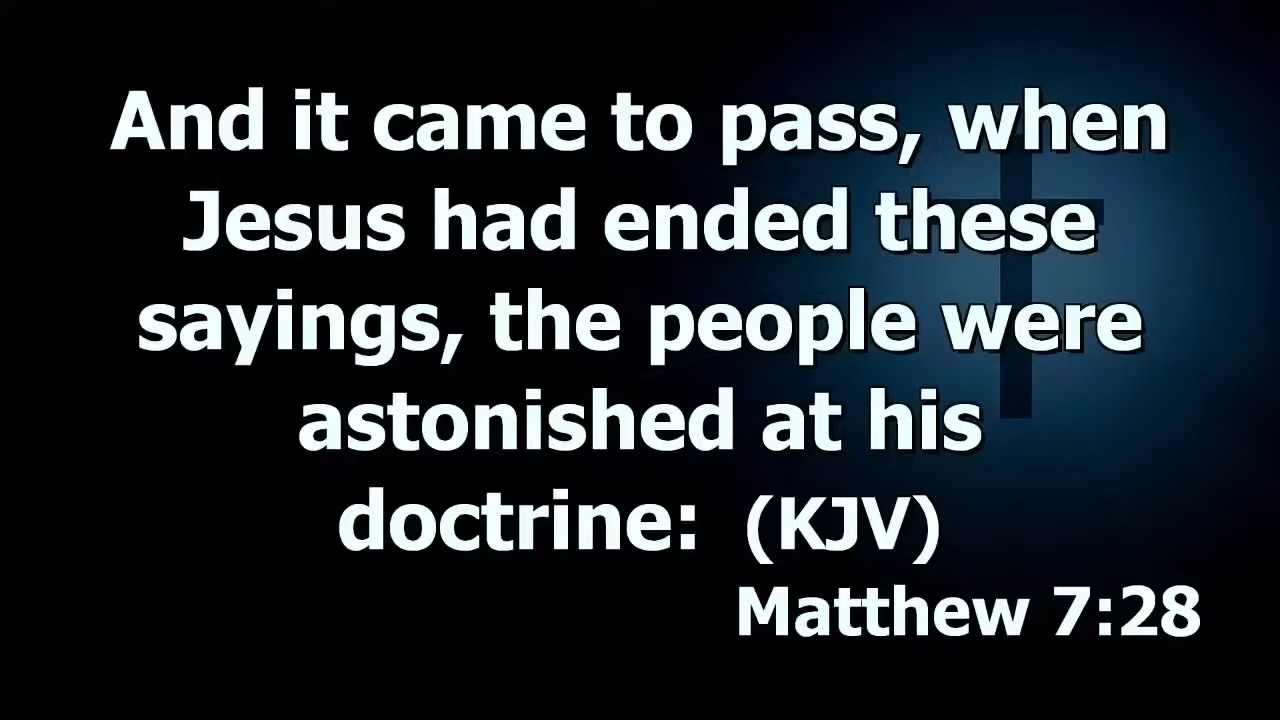 And it came to pass, when
Jesus had ended these
sayings, the people were
astonished at his
doctrine: (KJV)
Matthew 7:28